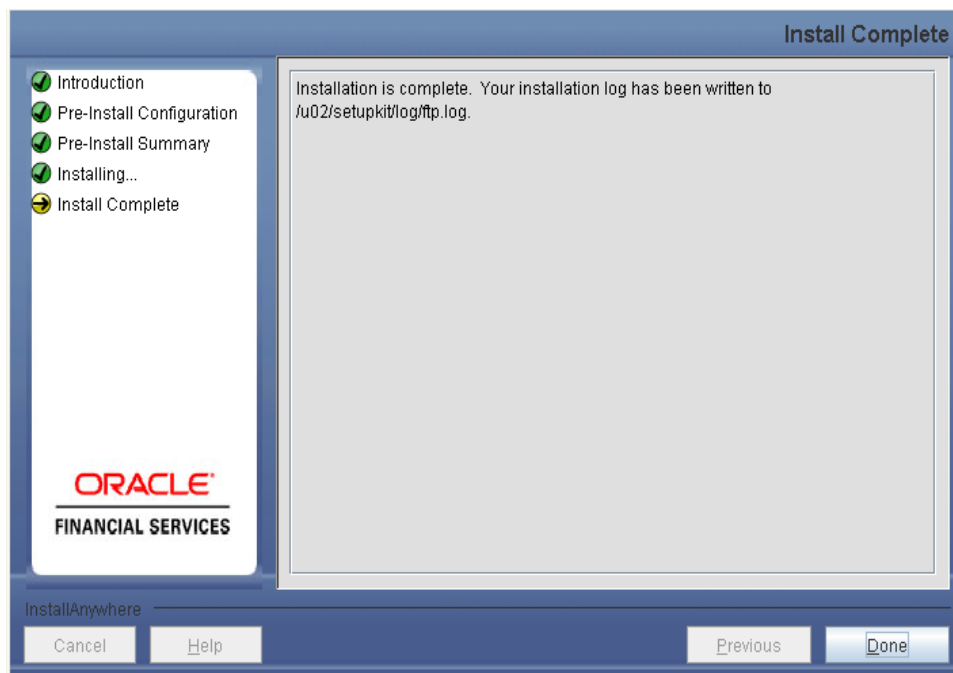 Install Complete
Introduction
Pre-Install Configuration
Pre-Install Summary
Installing...
Install Complete
Installation is complete. Your installation log has been written to
/u02/setupkit/log/ftp.log.
ORACLE
FINANCIAL SERVICES
InstallAnywhere
Cancel
Help
Previous
Done